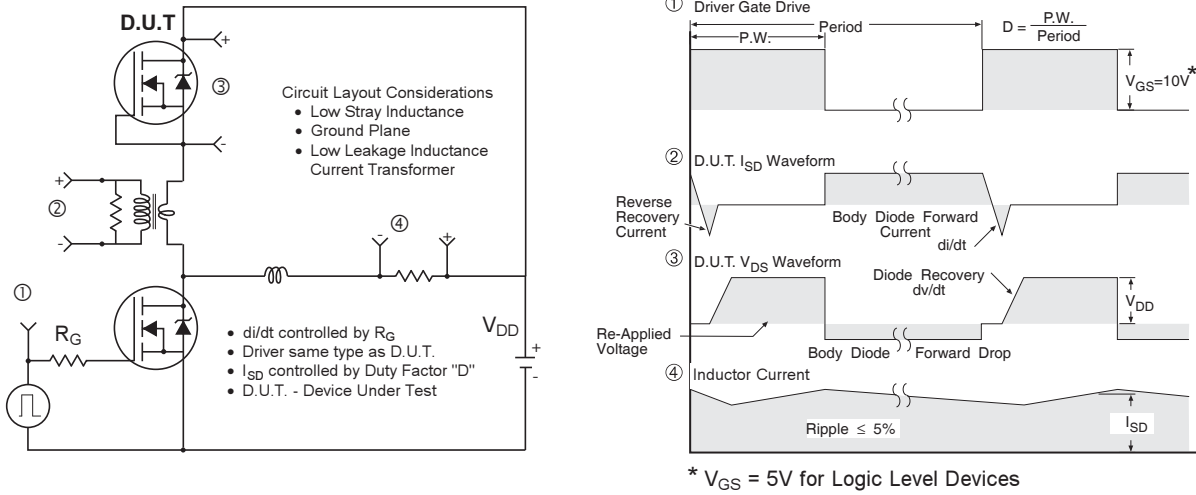 D.U.T
+
③
-
Circuit Layout Considerations
• Low Stray Inductance
• Ground Plane
• Low Leakage Inductance
Current Transformer
+
②
-
④
-
+
①
R_G
V_DD
+
-
• di/dt controlled by R_G
• Driver same type as D.U.T.
• I_SD controlled by Duty Factor "D"
• D.U.T. - Device Under Test
① Driver Gate Drive
P.W.
Period
D = P.W. / Period
V_GS=10V*
② D.U.T. I_SD Waveform
Reverse
Recovery
Current
Body Diode Forward
Current
di/dt
③ D.U.T. V_DS Waveform
Diode Recovery
dv/dt
V_DD
Re-Applied
Voltage
Body Diode Forward Drop
④ Inductor Current
Ripple ≤ 5%
I_SD
* V_GS = 5V for Logic Level Devices